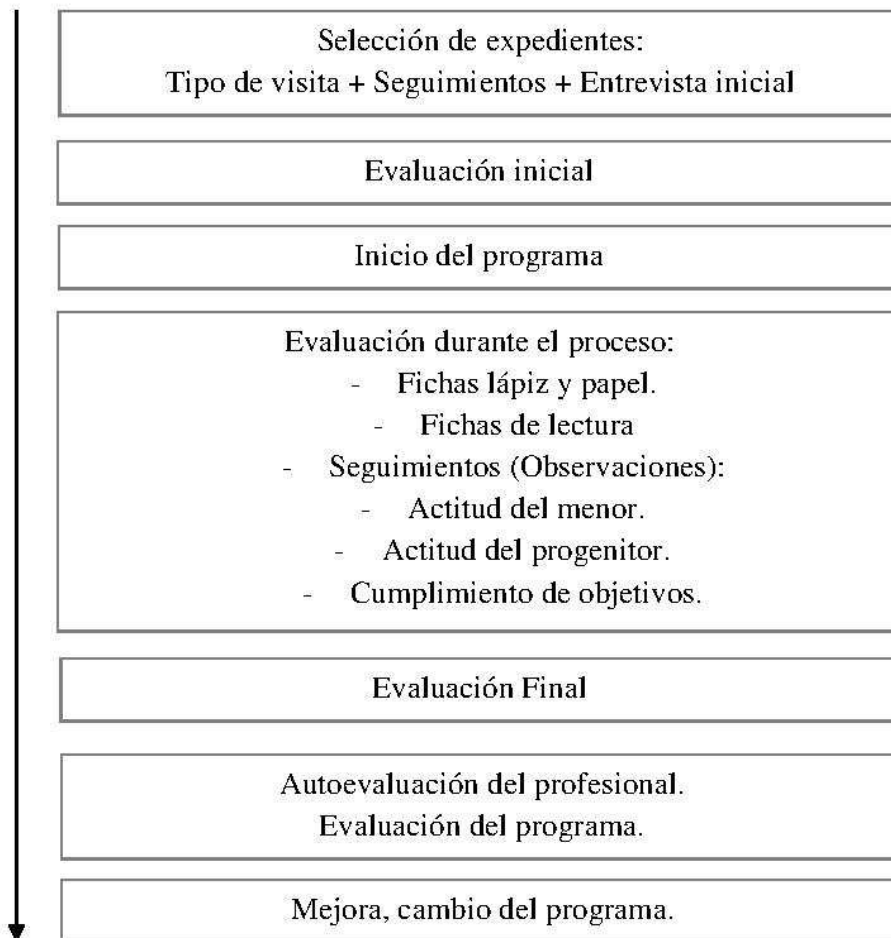 Selección de expedientes:
Tipo de visita + Seguimientos + Entrevista inicial
Evaluación inicial
Inicio del programa
Evaluación durante el proceso:
- Fichas lápiz y papel.
- Fichas de lectura
- Seguimientos (Observaciones):
- Actitud del menor.
- Actitud del progenitor.
- Cumplimiento de objetivos.
Evaluación Final
Autoevaluación del profesional.
Evaluación del programa.
Mejora, cambio del programa.